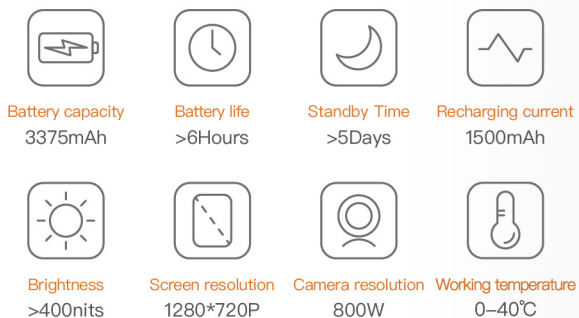 Battery capacity
3375mAh
Battery life
>6Hours
Standby Time
>5Days
Recharging current
1500mAh
Brightness
>400nits
Screen resolution
1280*720P
Camera resolution
800W
Working temperature
0-40℃